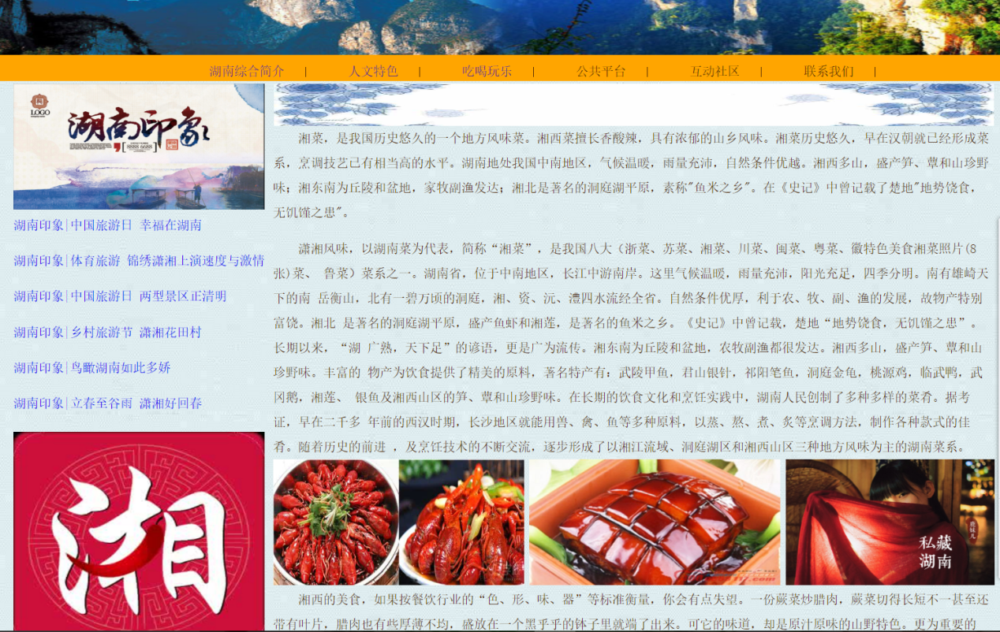 湖南综合简介 | 人文特色 | 吃喝玩乐 | 公共平台 | 互动社区 | 联系我们 |
LOGO
湖南印象
8888 6688
湖南印象|中国旅游日 幸福在湖南
湖南印象|体育旅游 锦绣潇湘上演速度与激情
湖南印象|中国旅游日 两型景区正清明
湖南印象|乡村旅游节 潇湘花田村
湖南印象|鸟瞰湖南如此多娇
湖南印象|立春至谷雨 潇湘好回春
湘
湘菜，是我国历史悠久的一个地方风味菜。湘西菜擅长香酸辣，具有浓郁的山乡风味。湘菜历史悠久，早在汉朝就已经形成菜
系，烹调技艺已有相当高的水平。湖南地处我国中南地区，气候温暖，雨量充沛，自然条件优越。湘西多山，盛产笋、蕈和山珍野
味；湘东南为丘陵和盆地，家牧副渔发达；湘北是著名的洞庭湖平原，素称"鱼米之乡"。在《史记》中曾记载了楚地"地势饶食，
无饥馑之患"。
潇湘风味，以湖南菜为代表，简称“湘菜”，是我国八大（浙菜、苏菜、湘菜、川菜、闽菜、粤菜、徽特色美食湘菜照片(8
张)菜、 鲁菜）菜系之一。湖南省，位于中南地区，长江中游南岸。这里气候温暖，雨量充沛，阳光充足，四季分明。南有雄崎天
下的南 岳衡山，北有一碧万顷的洞庭，湘、资、沅、澧四水流经全省。自然条件优厚，利于农、牧、副、渔的发展，故物产特别
富饶。湘北 是著名的洞庭湖平原，盛产鱼虾和湘莲，是著名的鱼米之乡。《史记》中曾记载，楚地“地势饶食，无饥馑之患”。
长期以来，“湖 广熟，天下足”的谚语，更是广为流传。湘东南为丘陵和盆地，农牧副渔都很发达。湘西多山，盛产笋、蕈和山
珍野味。丰富的 物产为饮食提供了精美的原料，著名特产有：武陵甲鱼，君山银针，祁阳笔鱼，洞庭金龟，桃源鸡，临武鸭，武
冈鹅，湘莲、 银鱼及湘西山区的笋、蕈和山珍野味。在长期的饮食文化和烹饪实践中，湖南人民创制了多种多样的菜肴。据考
证，早在二千多 年前的西汉时期，长沙地区就能用兽、禽、鱼等多种原料，以蒸、熬、煮、炙等烹调方法，制作各种款式的佳
肴。随着历史的前进 ，及烹饪技术的不断交流，逐步形成了以湘江流域、洞庭湖区和湘西山区三种地方风味为主的湖南菜系。
私藏
湖南
湘西的美食，如果按餐饮行业的“色、形、味、器”等标准衡量，你会有点失望。一份蕨菜炒腊肉，蕨菜切得长短不一甚至还
带有叶片，腊肉也有些厚薄不均，盛放在一个黑乎乎的钵子里就端了出来。可它的味道，却是原汁原味的山野特色。更为重要的